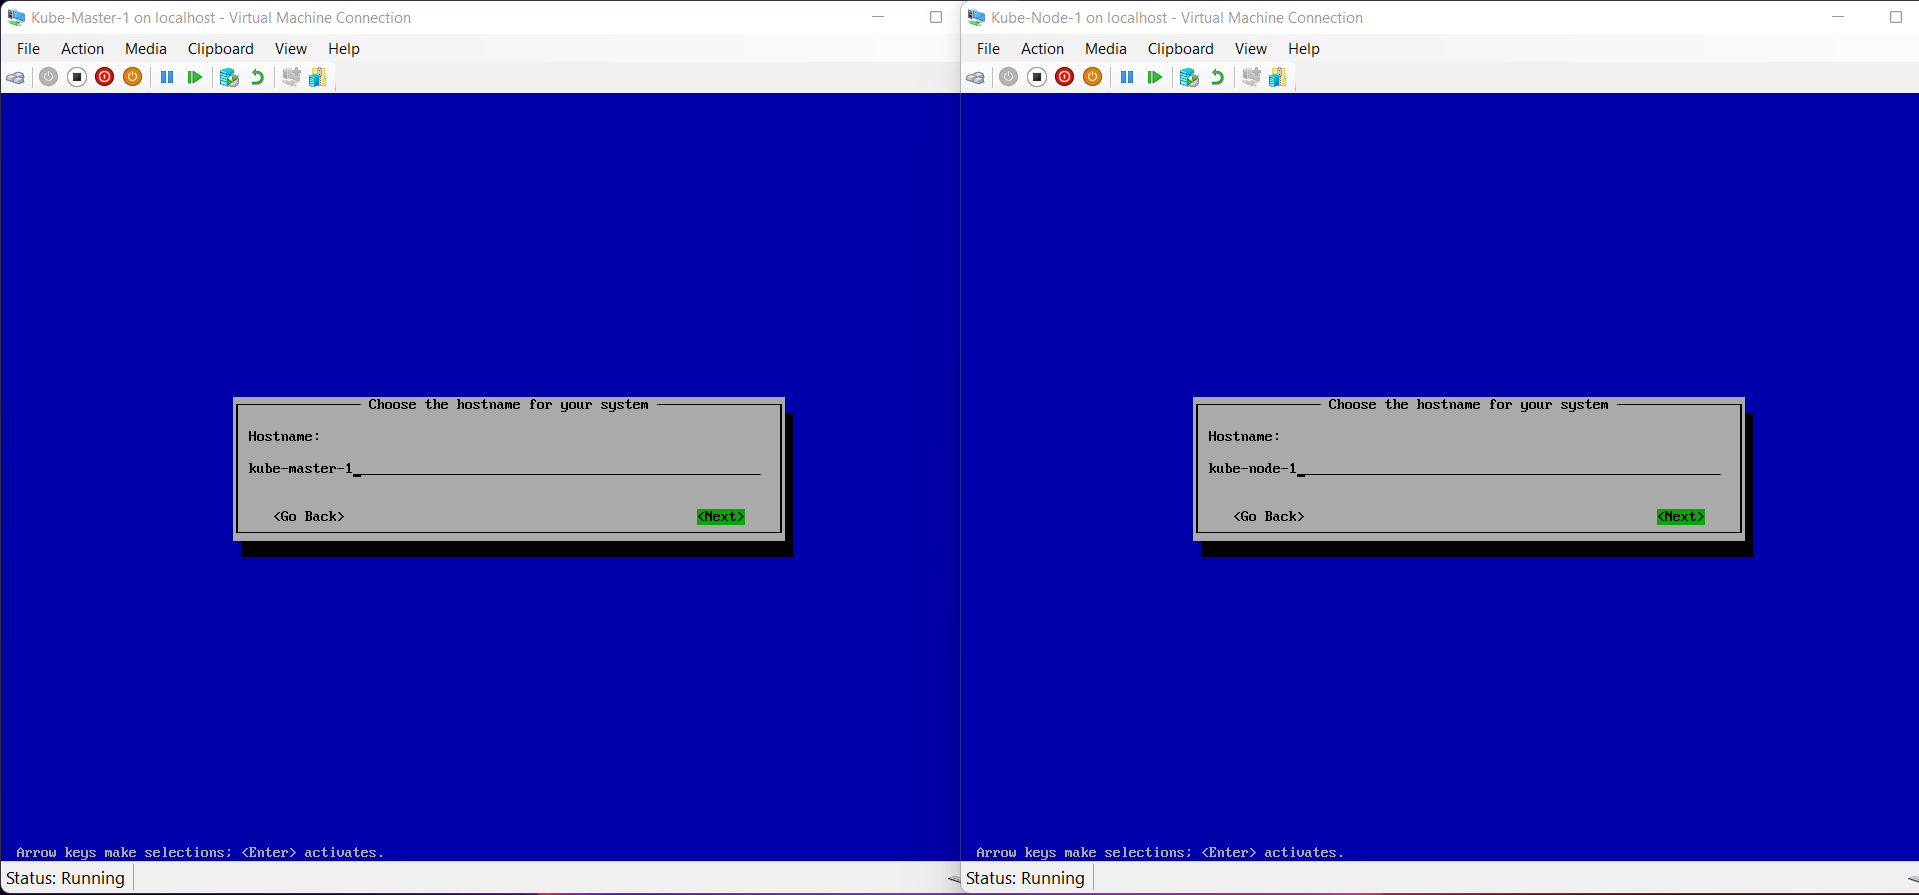 Kube-Master-1 on localhost - Virtual Machine Connection
File Action Media Clipboard View Help
Choose the hostname for your system
Hostname:
kube-master-1
<Go Back> <Next>
Arrow keys make selections; <Enter> activates.
Status: Running
Kube-Node-1 on localhost - Virtual Machine Connection
File Action Media Clipboard View Help
Choose the hostname for your system
Hostname:
kube-node-1
<Go Back> <Next>
Arrow keys make selections; <Enter> activates.
Status: Running